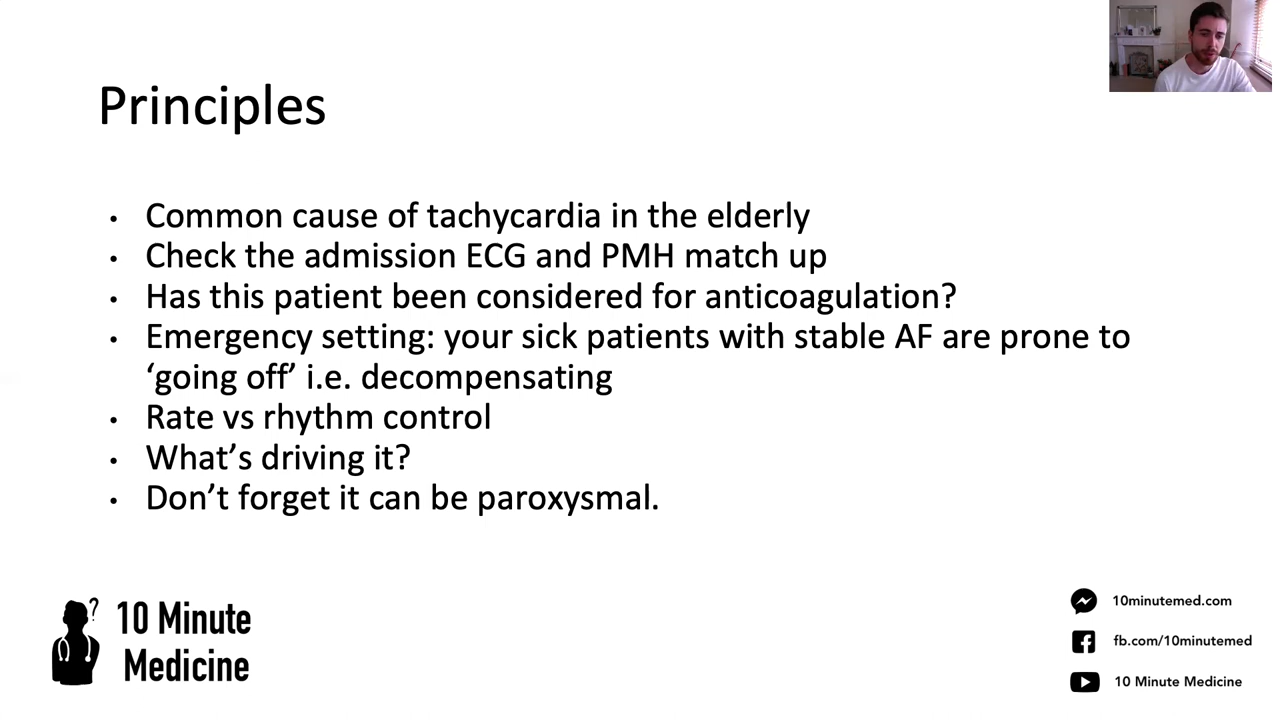 Principles
• Common cause of tachycardia in the elderly
• Check the admission ECG and PMH match up
• Has this patient been considered for anticoagulation?
• Emergency setting: your sick patients with stable AF are prone to
‘going off’ i.e. decompensating
• Rate vs rhythm control
• What’s driving it?
• Don’t forget it can be paroxysmal.
?
10 Minute
Medicine
10minutemed.com
fb.com/10minutemed
10 Minute Medicine